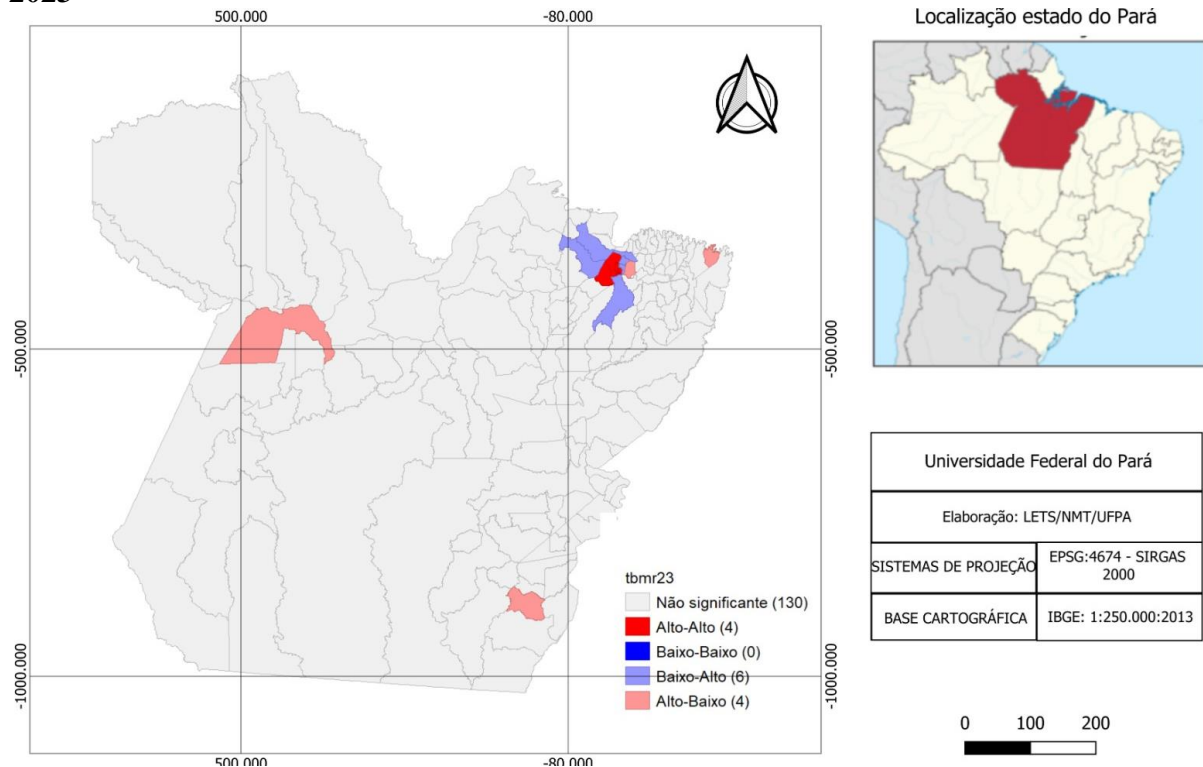 2023
500.000
-80.000
-500.000
-500.000
-1000.000
-1000.000
500.000
-80.000
tbmr23
Não significante (130)
Alto-Alto (4)
Baixo-Baixo (0)
Baixo-Alto (6)
Alto-Baixo (4)
Localização estado do Pará
Universidade Federal do Pará
Elaboração: LETS/NMT/UFPA
SISTEMAS DE PROJEÇÃO
EPSG:4674 - SIRGAS
2000
BASE CARTOGRÁFICA
IBGE: 1:250.000:2013
0 100 200